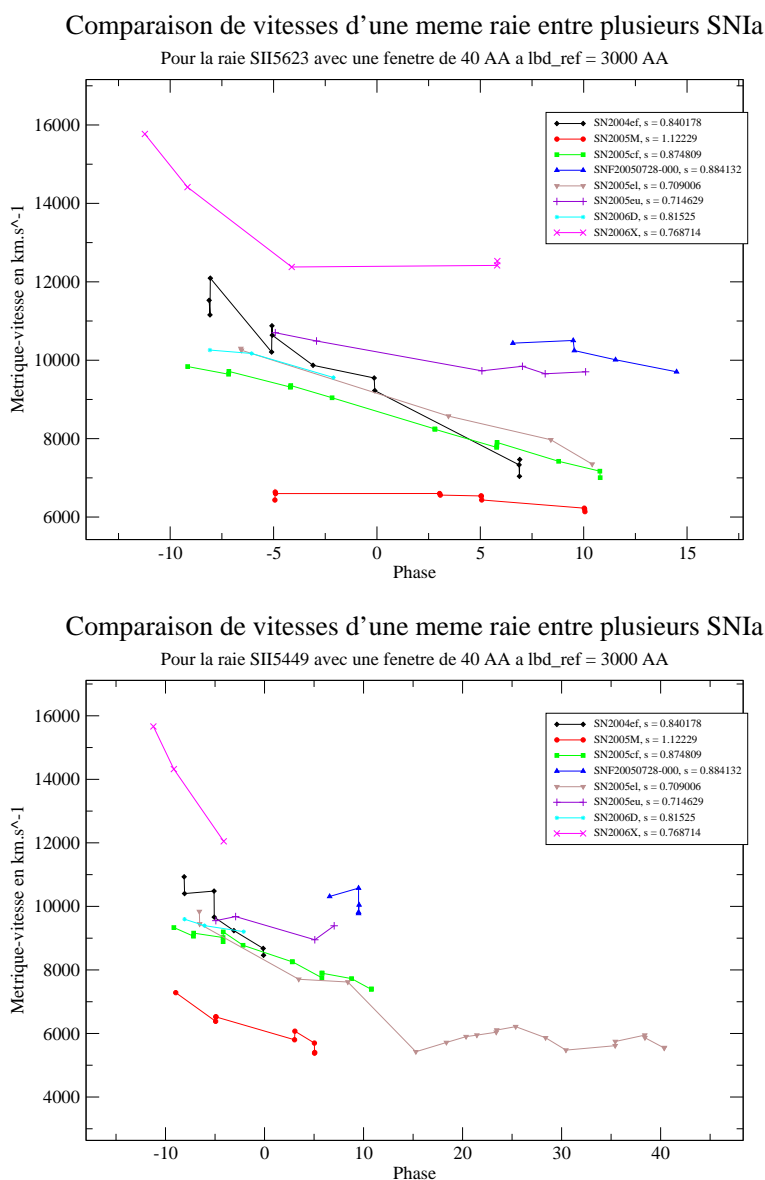 Comparaison de vitesses d'une meme raie entre plusieurs SNIa
Pour la raie SII5623 avec une fenetre de 40 AA a lbd_ref = 3000 AA
Metrique-vitesse en km.s^-1
16000
14000
12000
10000
8000
6000
SN2004ef, s = 0.840178
SN2005M, s = 1.12229
SN2005cf, s = 0.874809
SNF20050728-000, s = 0.884132
SN2005el, s = 0.709006
SN2005eu, s = 0.714629
SN2006D, s = 0.81525
SN2006X, s = 0.768714
-10 -5 0 5 10 15
Phase
Comparaison de vitesses d'une meme raie entre plusieurs SNIa
Pour la raie SII5449 avec une fenetre de 40 AA a lbd_ref = 3000 AA
Metrique-vitesse en km.s^-1
16000
14000
12000
10000
8000
6000
4000
SN2004ef, s = 0.840178
SN2005M, s = 1.12229
SN2005cf, s = 0.874809
SNF20050728-000, s = 0.884132
SN2005el, s = 0.709006
SN2005eu, s = 0.714629
SN2006D, s = 0.81525
SN2006X, s = 0.768714
-10 0 10 20 30 40
Phase